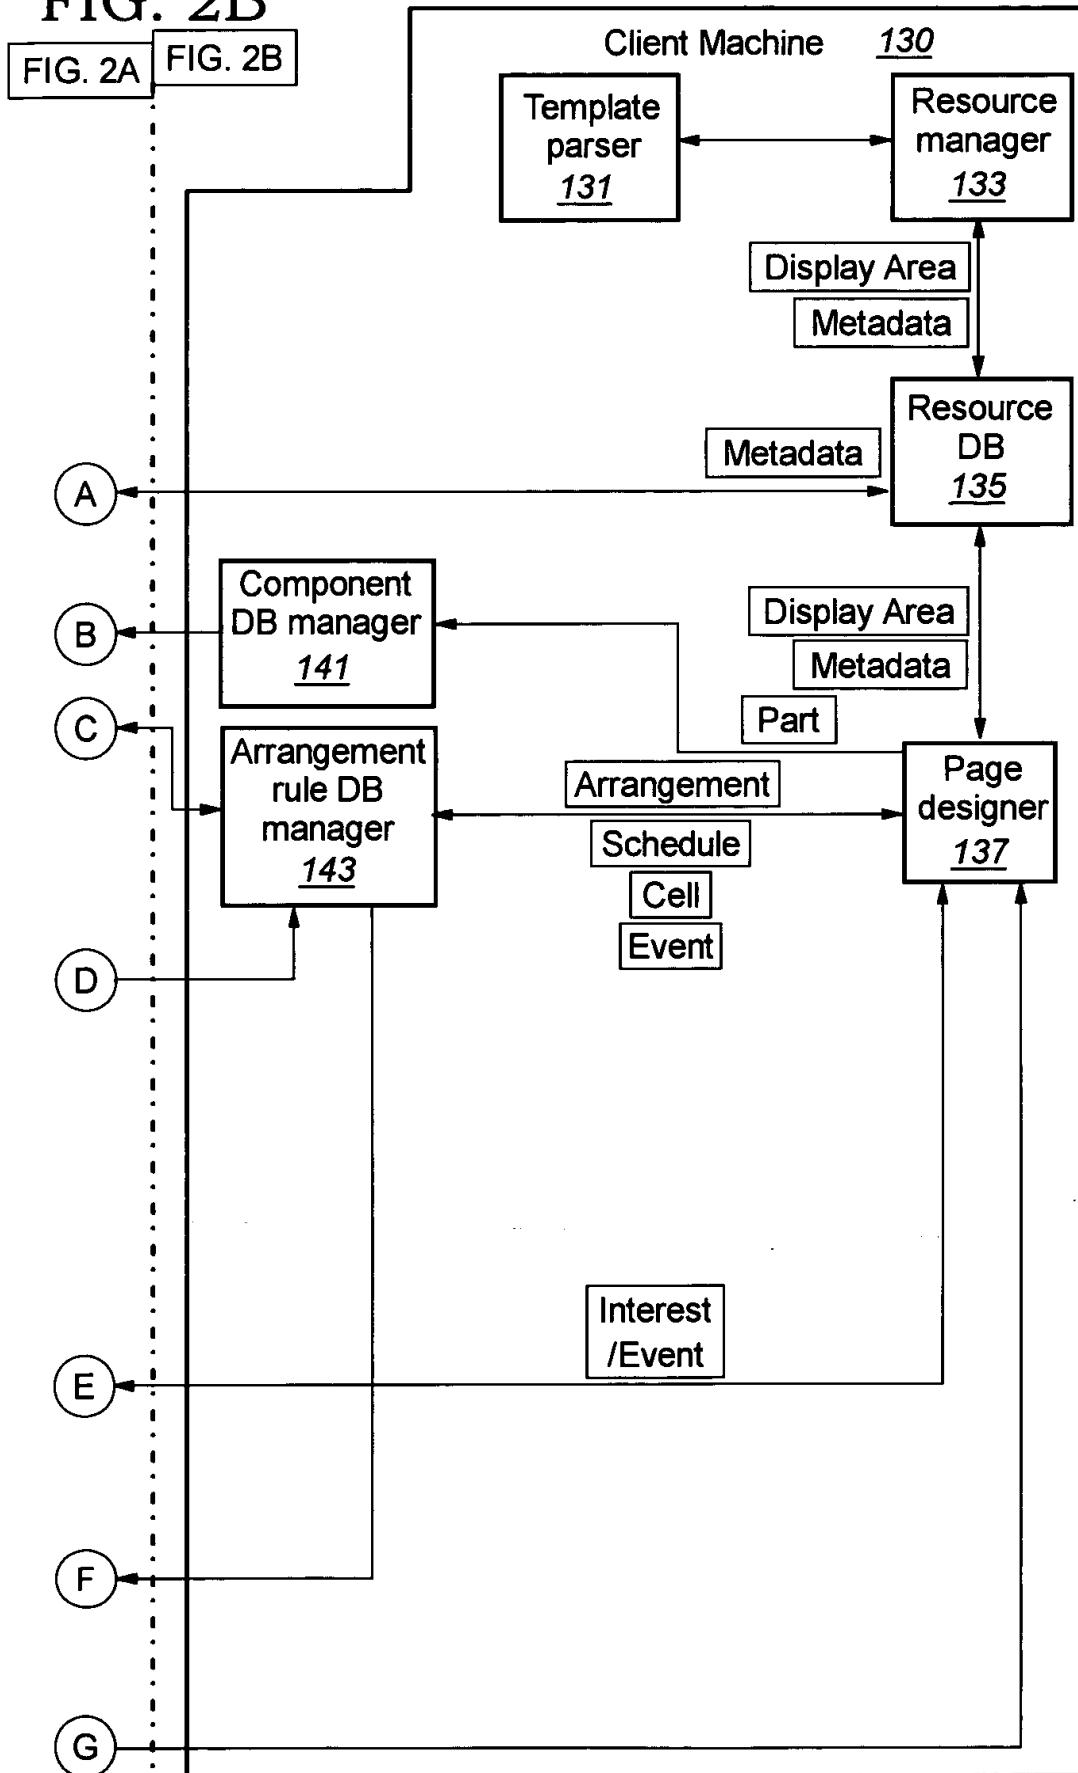 FIG. 2B
FIG. 2A
FIG. 2B
Client Machine 130
Template
parser
131
Resource
manager
133
Display Area
Metadata
Resource
DB
135
Metadata
A
Component
DB manager
141
B
Display Area
Metadata
Part
C
Arrangement
rule DB
manager
143
Arrangement
Schedule
Cell
Event
Page
designer
137
D
Interest
/Event
E
F
G